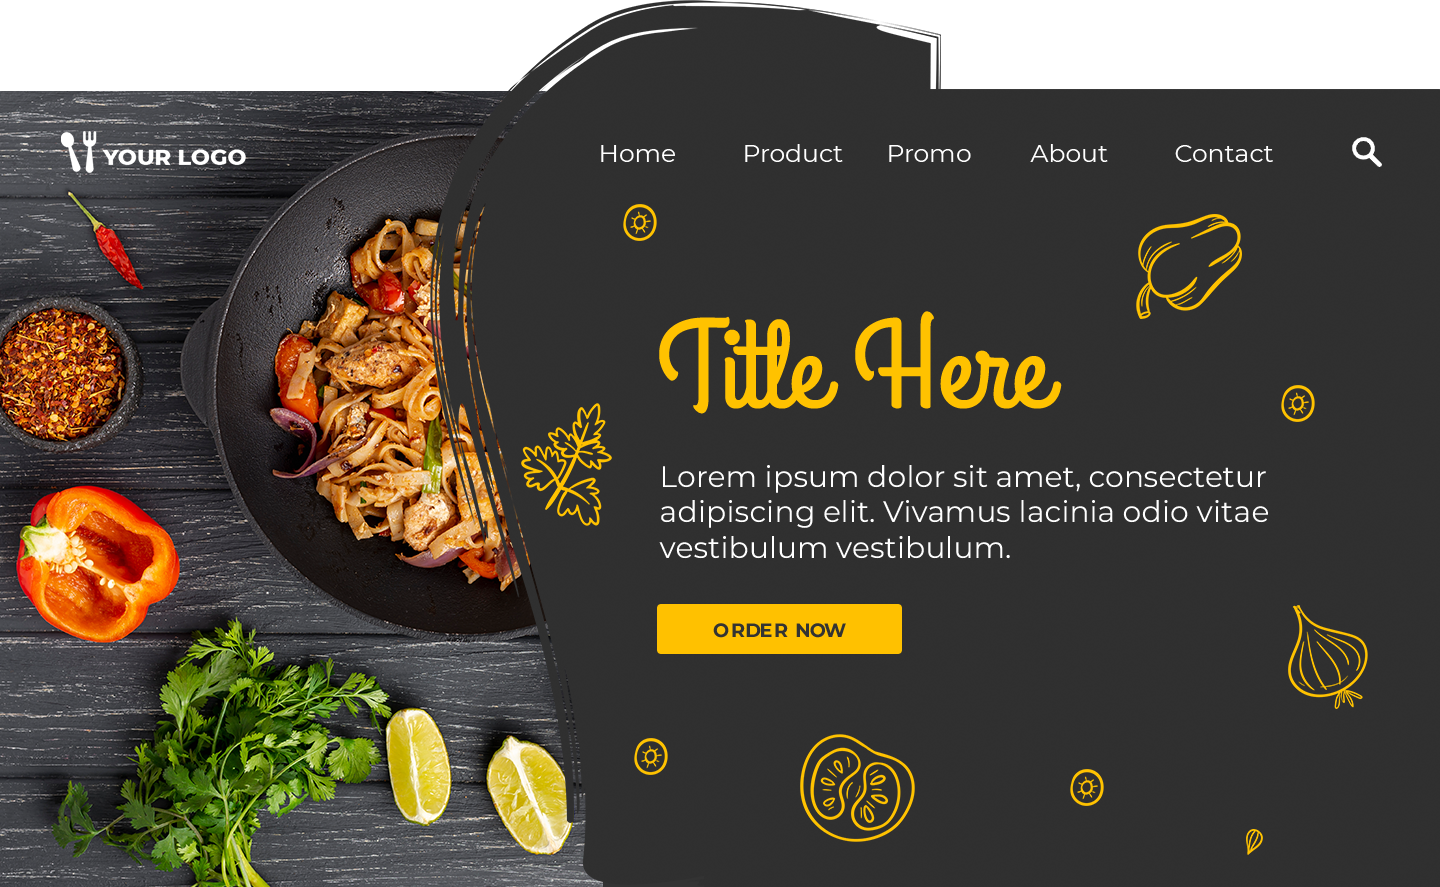 YOUR LOGO
Home Product Promo About Contact
Title Here
Lorem ipsum dolor sit amet, consectetur
adipiscing elit. Vivamus lacinia odio vitae
vestibulum vestibulum.
ORDER NOW